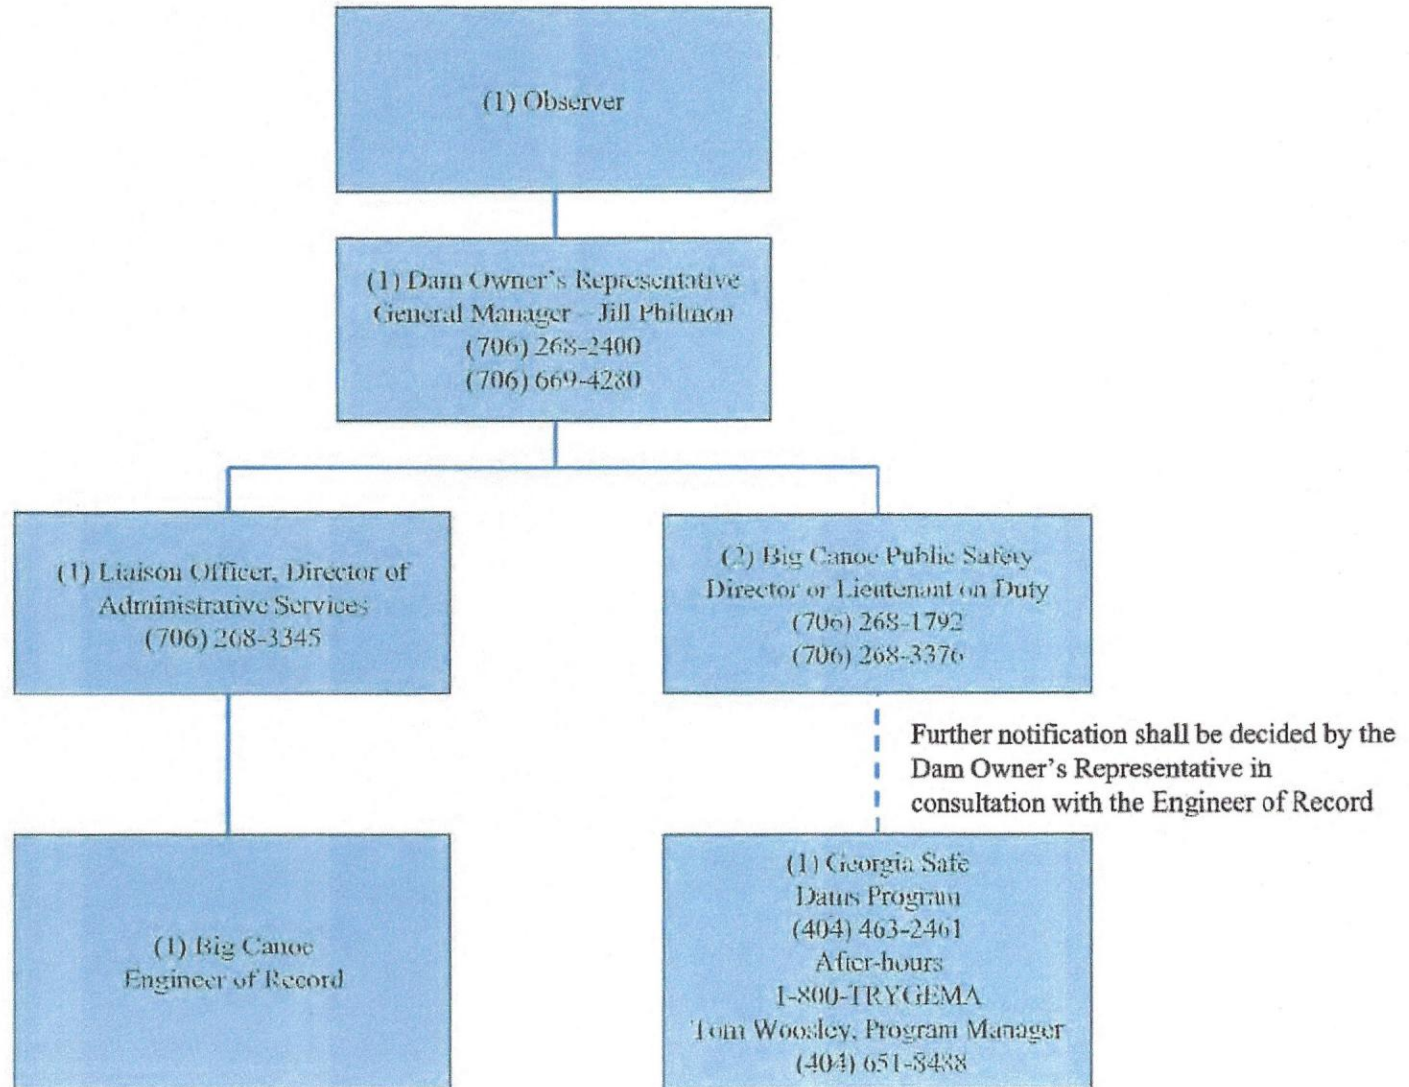 (1) Observer
(1) Dam Owner's Representative
General Manager – Jill Philmon
(706) 268-2400
(706) 669-4280
(1) Liaison Officer, Director of
Administrative Services
(706) 268-3345
(2) Big Canoe Public Safety
Director or Lieutenant on Duty
(706) 268-1792
(706) 268-3376
Further notification shall be decided by the
Dam Owner's Representative in
consultation with the Engineer of Record
(1) Big Canoe
Engineer of Record
(1) Georgia Safe
Dams Program
(404) 463-2461
After-hours
1-800-TRYGEMA
Tom Woosley, Program Manager
(404) 651-8488